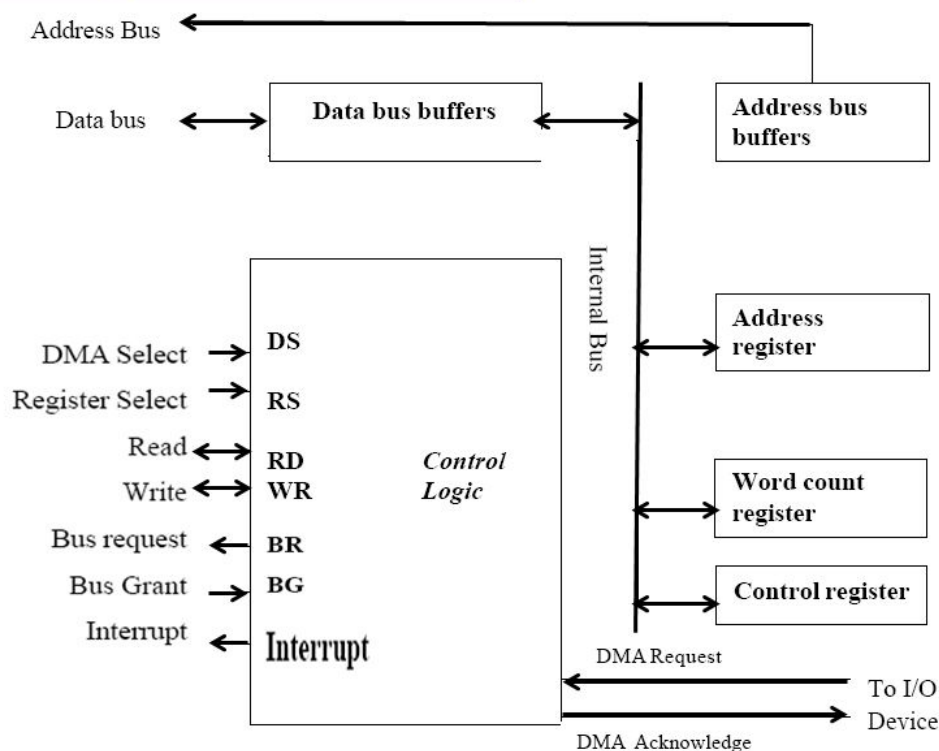 Address Bus
Data bus
Data bus buffers
Address bus
buffers
Internal Bus
Address
register
DMA Select
DS
Register Select
RS
Read
RD
Write
WR
Control
Logic
Word count
register
Bus request
BR
Bus Grant
BG
Control register
Interrupt
Interrupt
DMA Request
To I/O
Device
DMA Acknowledge